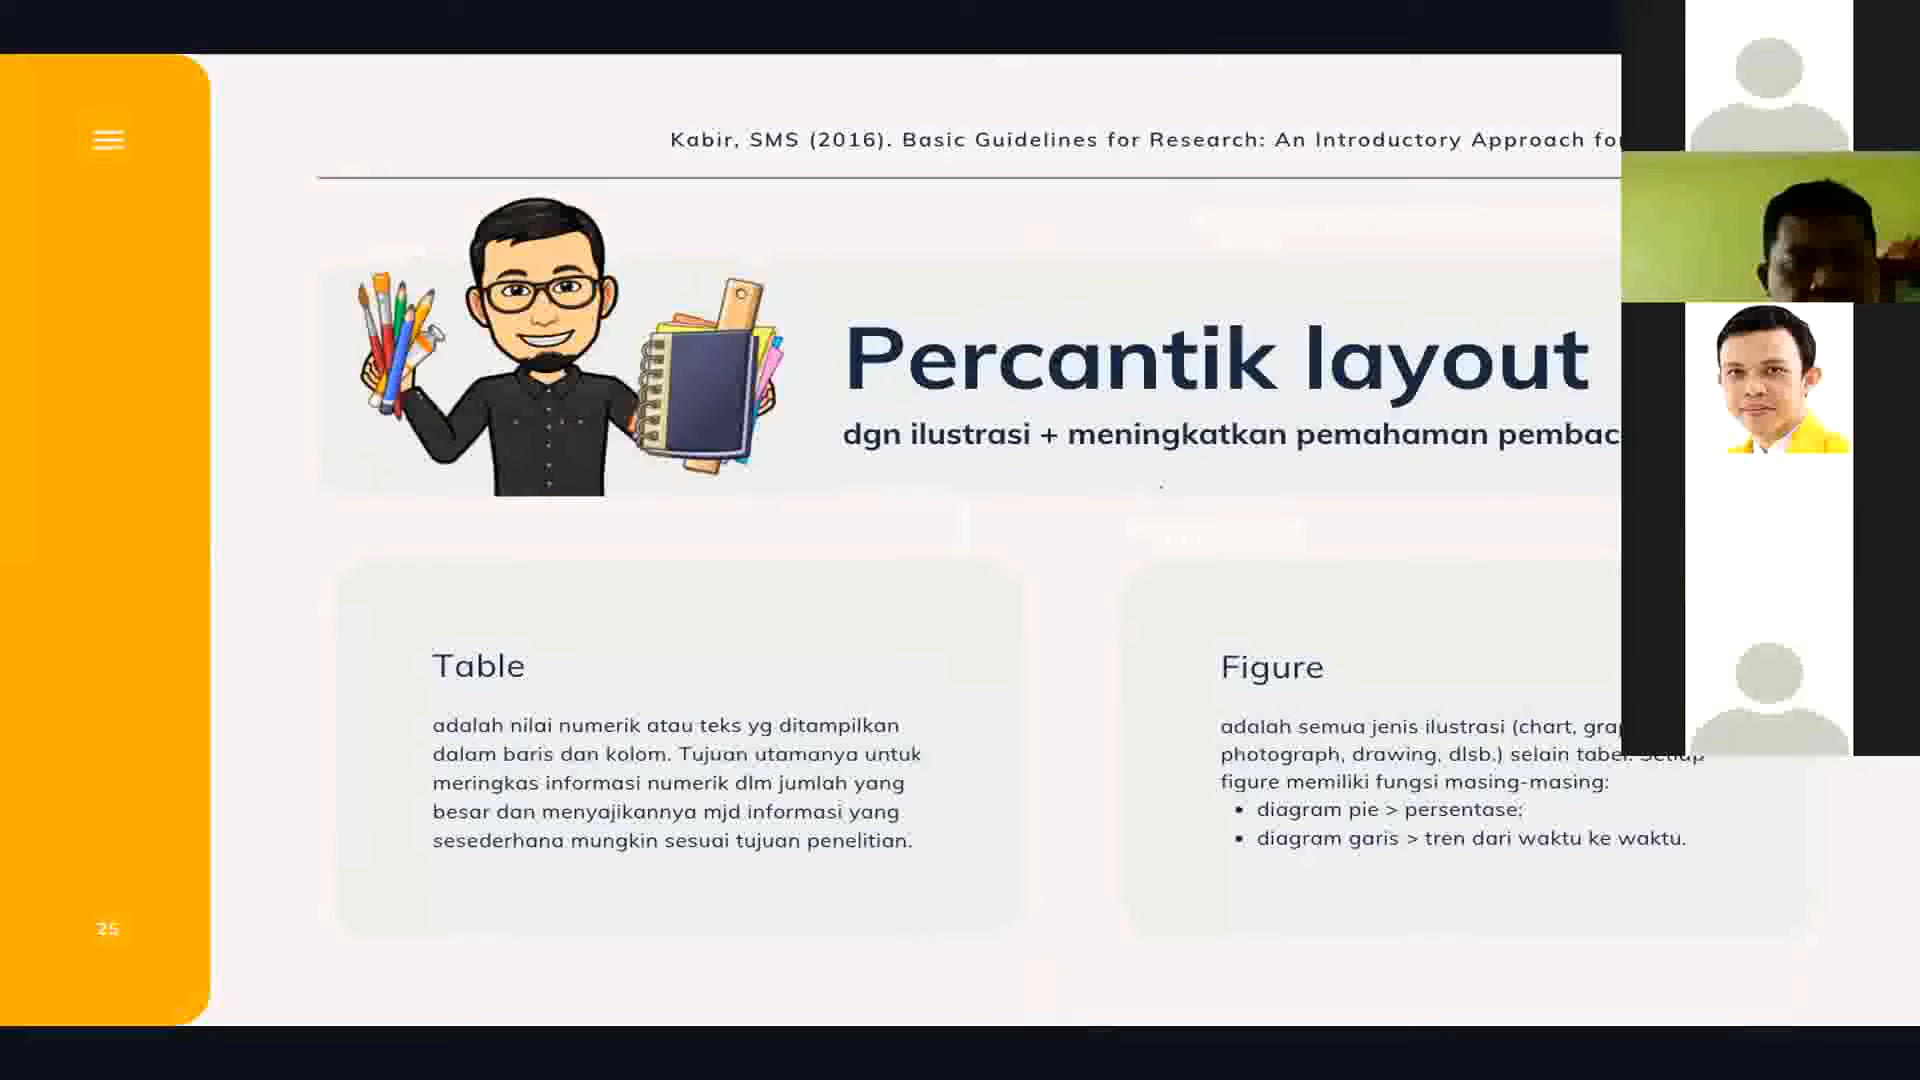 Kabir, SMS (2016). Basic Guidelines for Research: An Introductory Approach
Percantik layout
dgn ilustrasi + meningkatkan pemahaman
Table
adalah nilai numerik atau teks yg ditampilkan
dalam baris dan kolom. Tujuan utamanya untuk
meringkas informasi numerik dlm jumlah yang
besar dan menyajikannya mjd informasi yang
sesederhana mungkin sesuai tujuan penelitian.
Figure
adalah semua jenis ilustrasi (chart,
photograph, drawing, dlsb.) selain tabel. Setiap
figure memiliki fungsi masing-masing:
• diagram pie > persentase;
• diagram garis > tren dari waktu ke waktu.
25